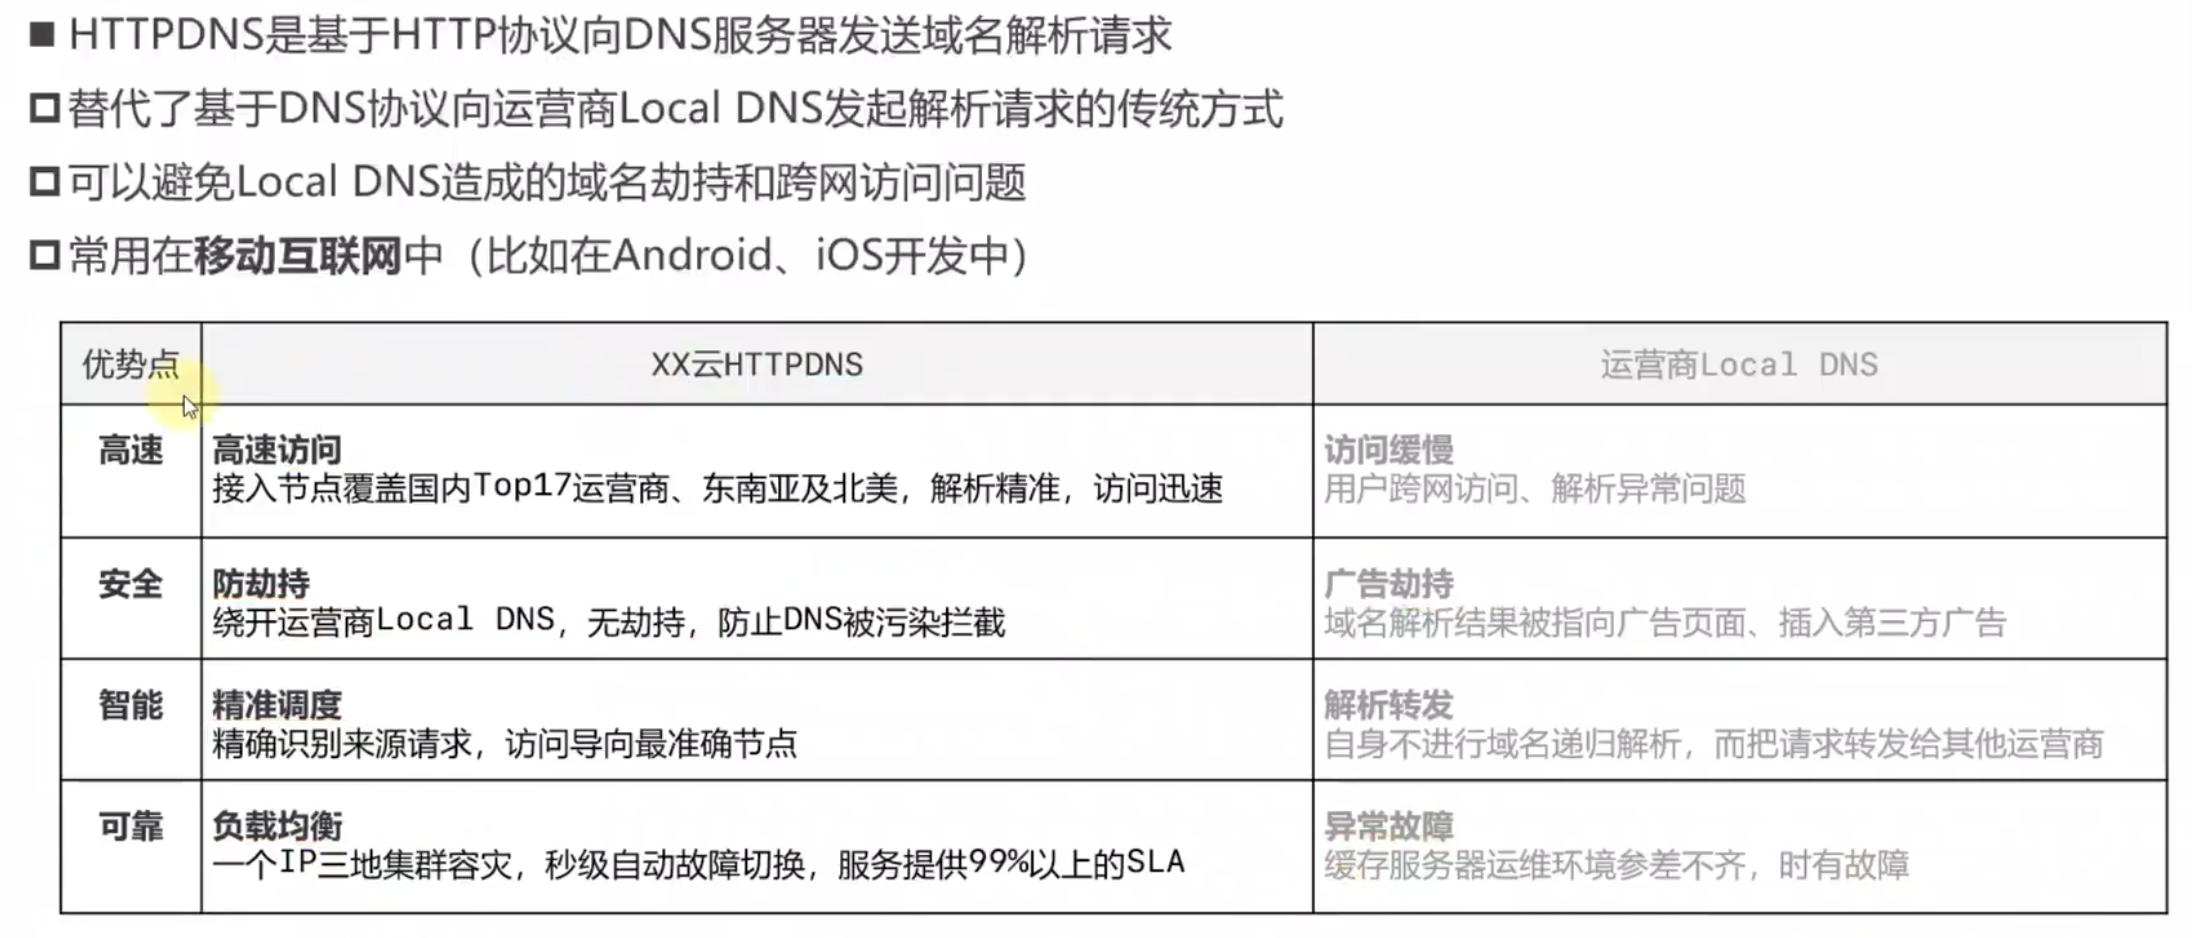 HTTPDNS是基于HTTP协议向DNS服务器发送域名解析请求
替代了基于DNS协议向运营商Local DNS发起解析请求的传统方式
可以避免Local DNS造成的域名劫持和跨网访问问题
常用在移动互联网中（比如在Android、iOS开发中）
优势点 XX云HTTPDNS 运营商Local DNS
高速 高速访问 访问缓慢
接入节点覆盖国内Top17运营商、东南亚及北美，解析精准，访问迅速 用户跨网访问、解析异常问题
安全 防劫持 广告劫持
绕开运营商Local DNS，无劫持，防止DNS被污染拦截 域名解析结果被指向广告页面、插入第三方广告
智能 精准调度 解析转发
精确识别来源请求，访问导向最准确节点 自身不进行域名递归解析，而把请求转发给其他运营商
可靠 负载均衡 异常故障
一个IP三地集群容灾，秒级自动故障切换，服务提供99%以上的SLA 缓存服务器运维环境参差不齐，时有故障